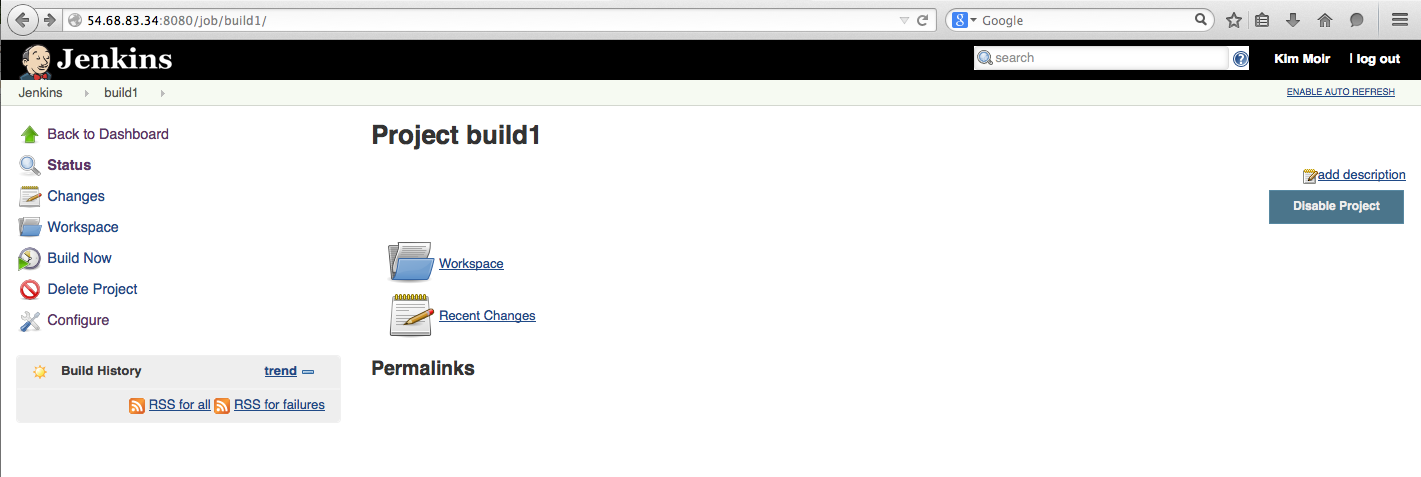 54.68.83.34:8080/job/build1/
8 Google
Jenkins
search
?
Kim Moir
| log out
Jenkins
build1
ENABLE AUTO REFRESH
Back to Dashboard
Status
Changes
Workspace
Build Now
Delete Project
Configure
Build History
trend
RSS for all
RSS for failures
Project build1
add description
Disable Project
Workspace
Recent Changes
Permalinks